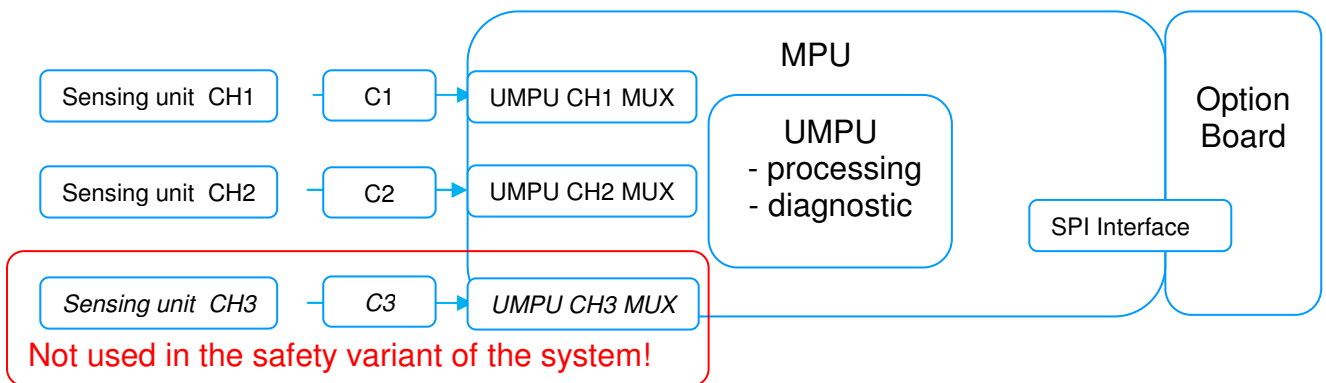 MPU
Sensing unit CH1
C1
UMPU CH1 MUX
Option
Board
UMPU
- processing
- diagnostic
Sensing unit CH2
C2
UMPU CH2 MUX
SPI Interface
Sensing unit CH3
C3
UMPU CH3 MUX
Not used in the safety variant of the system!